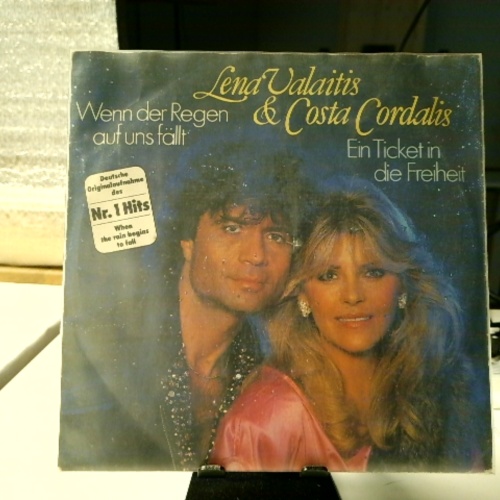 Lena Valaitis
& Costa Cordalis
Wenn der Regen
auf uns fällt
Ein Ticket in
die Freiheit
Deutsche
Originalaufnahme
des
Nr. 1 Hits
When
the rain begins
to fall